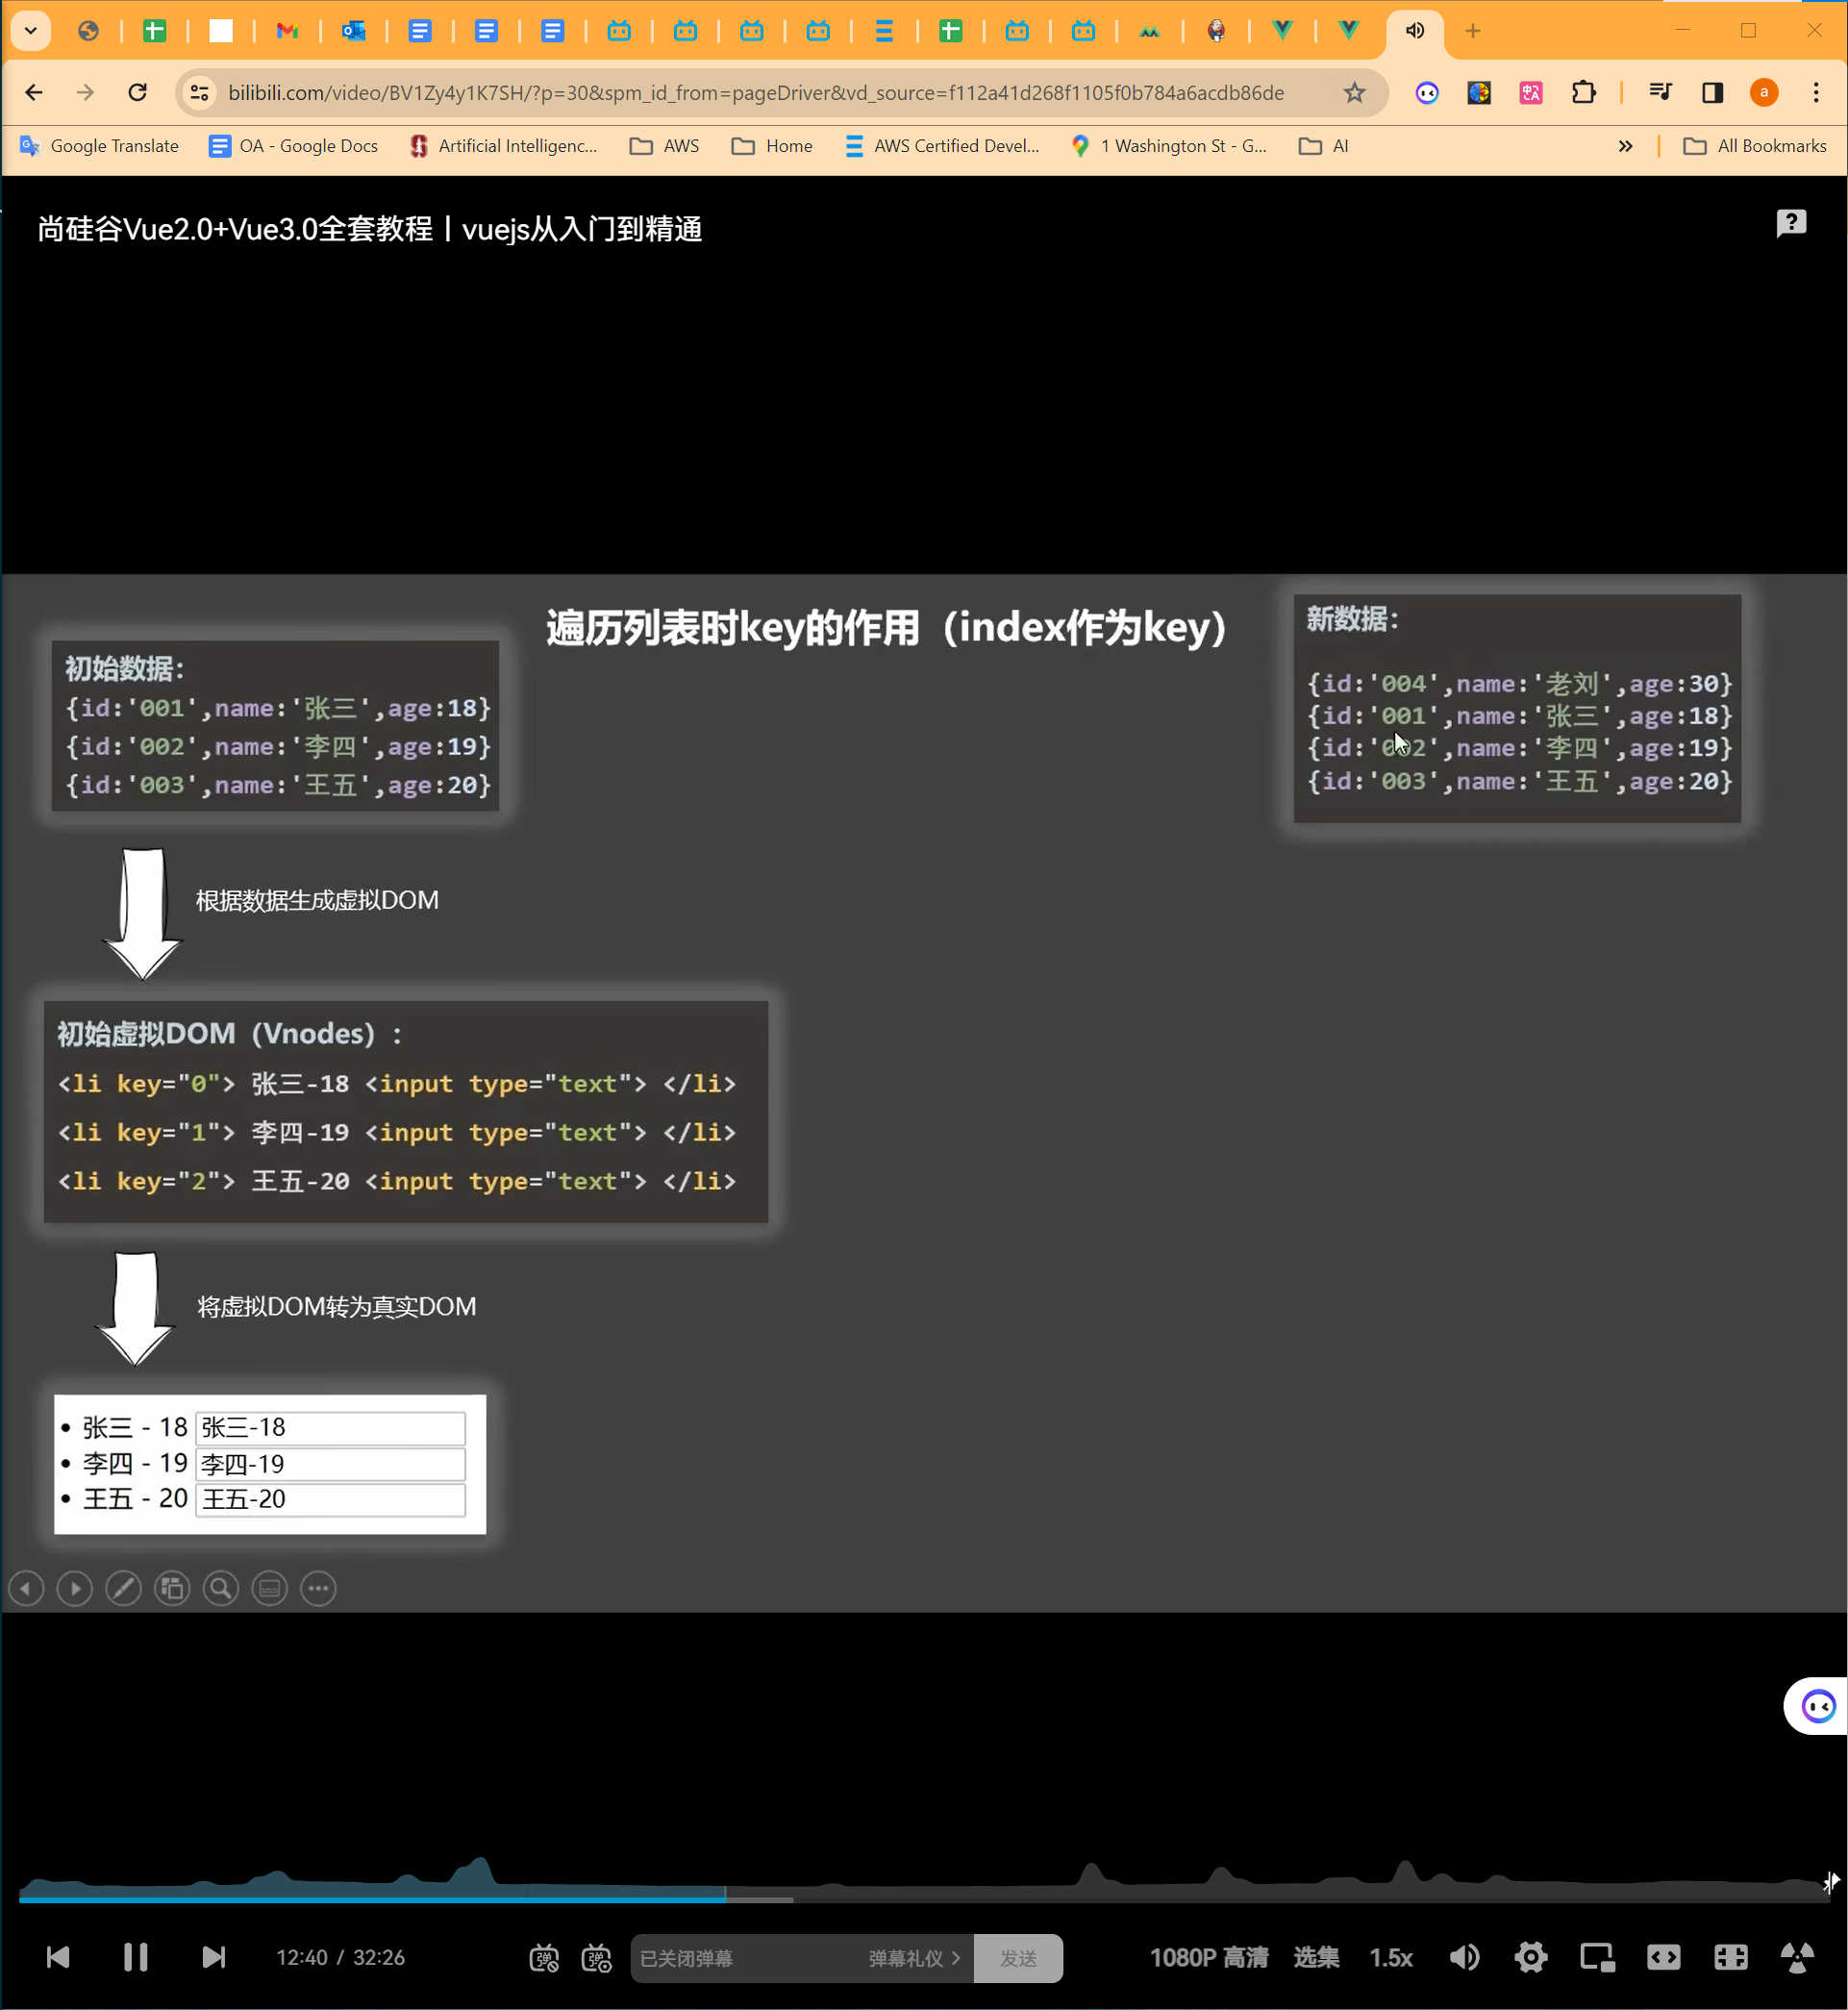 bilibili.com/video/BV1Zy4y1K7SH/?p=30&spm_id_from=pageDriver&vd_source=f112a41d268f1105f0b784a6acdb86de
a
Google Translate
OA - Google Docs
Artificial Intelligenc...
AWS
Home
AWS Certified Devel...
1 Washington St - G...
AI
All Bookmarks
尚硅谷Vue2.0+Vue3.0全套教程丨vuejs从入门到精通
遍历列表时key的作用（index作为key）
初始数据：
{id:'001',name:'张三',age:18}
{id:'002',name:'李四',age:19}
{id:'003',name:'王五',age:20}
新数据：
{id:'004',name:'老刘',age:30}
{id:'001',name:'张三',age:18}
{id:'002',name:'李四',age:19}
{id:'003',name:'王五',age:20}
根据数据生成虚拟DOM
初始虚拟DOM（Vnodes）：
<li key="0"> 张三-18 <input type="text"> </li>
<li key="1"> 李四-19 <input type="text"> </li>
<li key="2"> 王五-20 <input type="text"> </li>
将虚拟DOM转为真实DOM
• 张三 - 18 张三-18
• 李四 - 19 李四-19
• 王五 - 20 王五-20
12:40 / 32:26
已关闭弹幕
弹幕礼仪 >
发送
1080P 高清
选集
1.5x